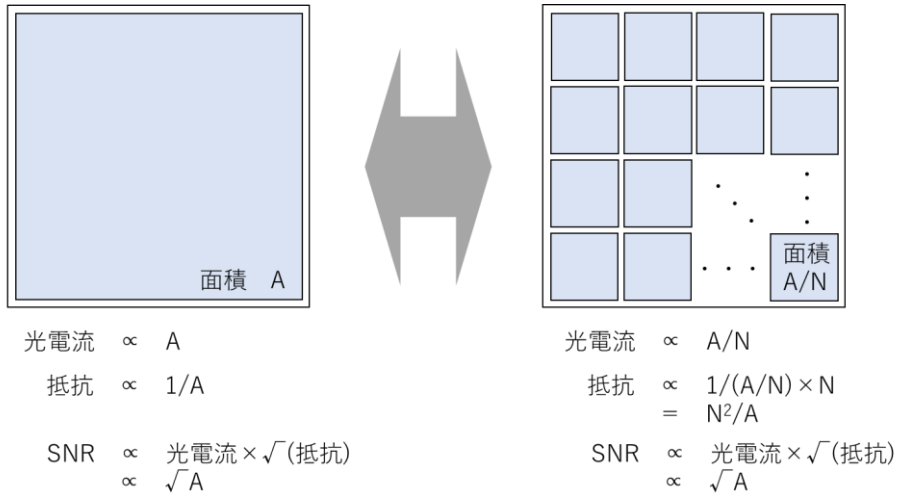 面積 A
面積
A/N
光電流 ∝ A
抵抗 ∝ 1/A
SNR ∝ 光電流×√(抵抗)
∝ √A
光電流 ∝ A/N
抵抗 ∝ 1/(A/N)×N
= N²/A
SNR ∝ 光電流×√(抵抗)
∝ √A